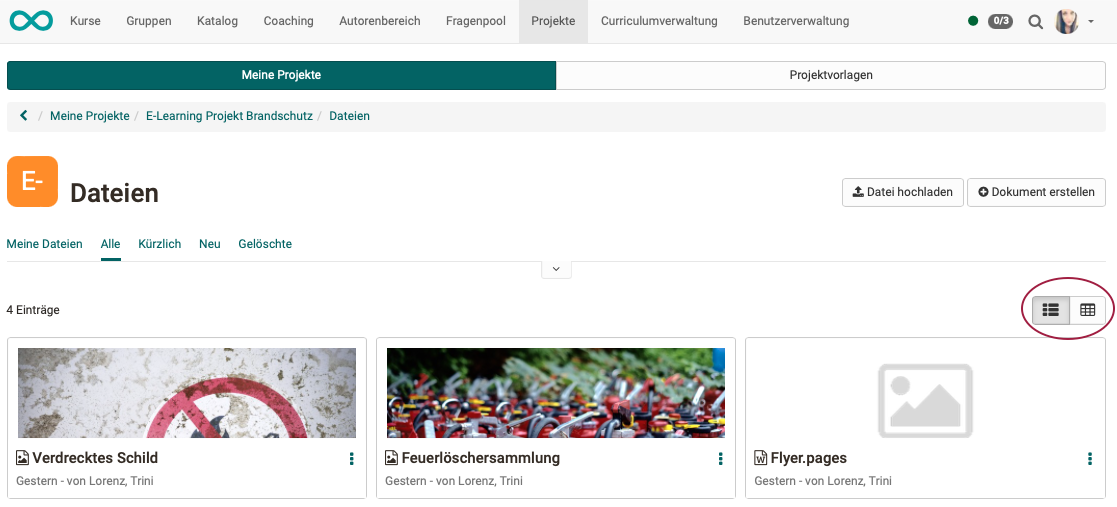 Kurse Gruppen Katalog Coaching Autorenbereich Fragenpool Projekte Curriculumverwaltung Benutzerverwaltung 0/3
Meine Projekte Projektvorlagen
/ Meine Projekte / E-Learning Projekt Brandschutz / Dateien
E- Dateien Datei hochladen Dokument erstellen
Meine Dateien Alle Kürzlich Neu Gelöschte
4 Einträge
Verdrecktes Schild
Gestern - von Lorenz, Trini
Feuerlöschersammlung
Gestern - von Lorenz, Trini
Flyer.pages
Gestern - von Lorenz, Trini